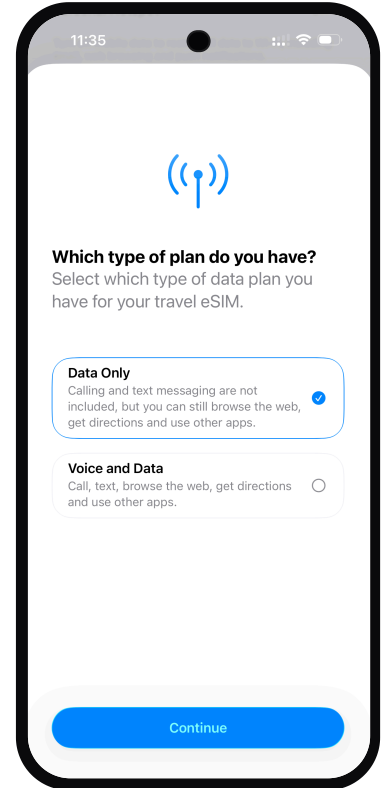 11:35
Which type of plan do you have?
Select which type of data plan you
have for your travel eSIM.
Data Only
Calling and text messaging are not
included, but you can still browse the web,
get directions and use other apps.
Voice and Data
Call, text, browse the web, get directions
and use other apps.
Continue